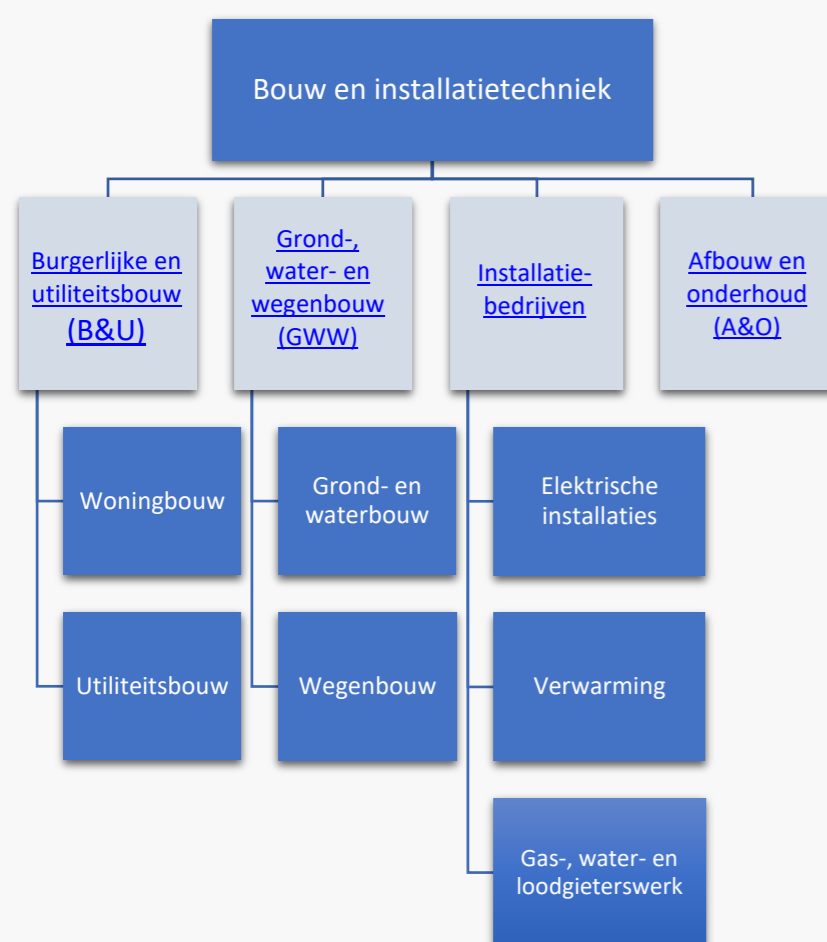 Bouw en installatietechniek
Burgerlijke en
utiliteitsbouw
(B&U)
Grond-,
water- en
wegenbouw
(GWW)
Installatie-
bedrijven
Afbouw en
onderhoud
(A&O)
Woningbouw
Grond- en
waterbouw
Elektrische
installaties
Utiliteitsbouw
Wegenbouw
Verwarming
Gas-, water- en
loodgieterswerk